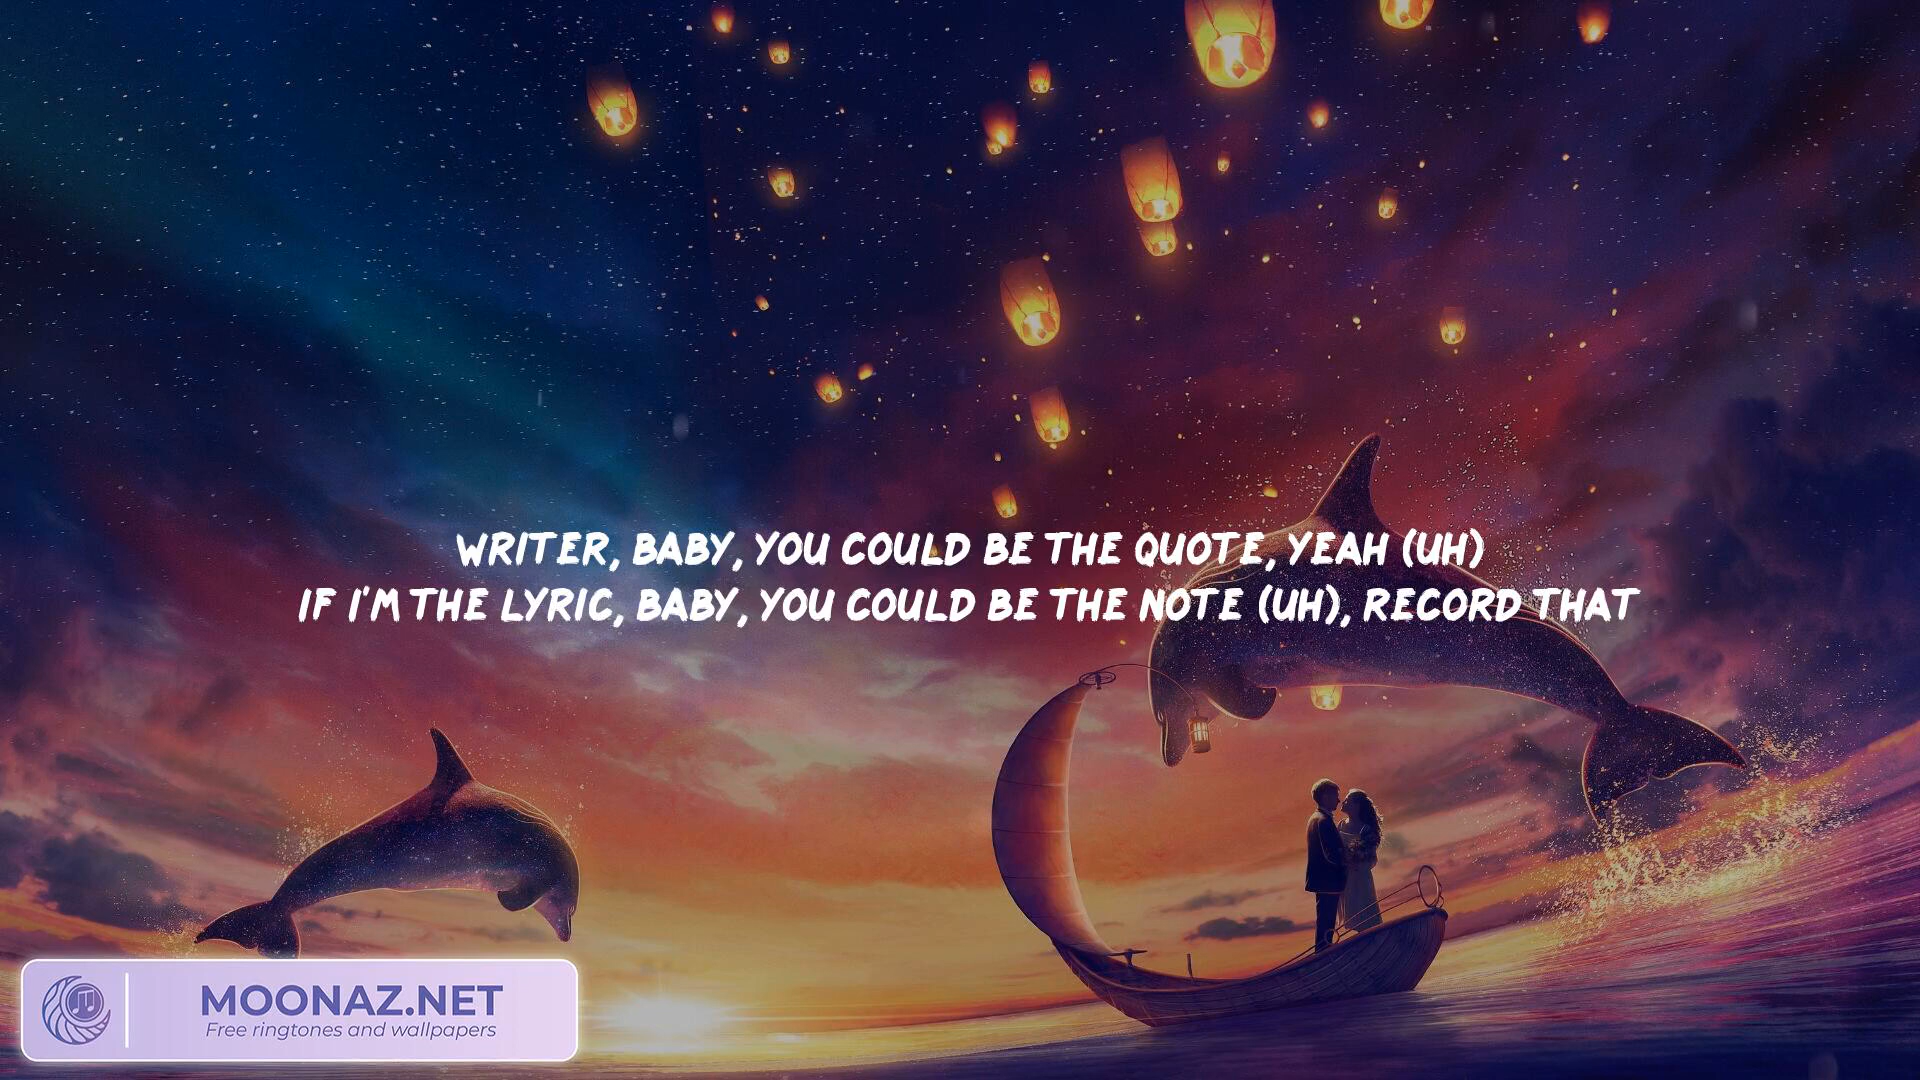 WRITER, BABY, YOU COULD BE THE QUOTE, YEAH (UH)
IF I'M THE LYRIC, BABY, YOU COULD BE THE NOTE (UH), RECORD THAT
MOONAZ.NET
Free ringtones and wallpapers